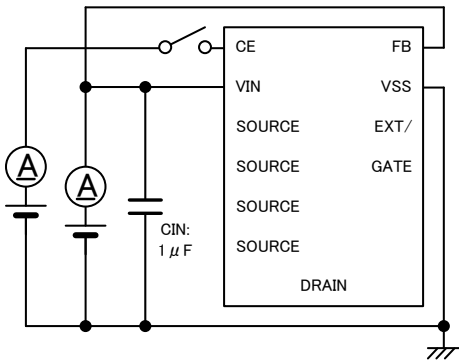 CE FB
VIN VSS
SOURCE EXT/
SOURCE GATE
A A
SOURCE
CIN:
1μF
SOURCE
DRAIN